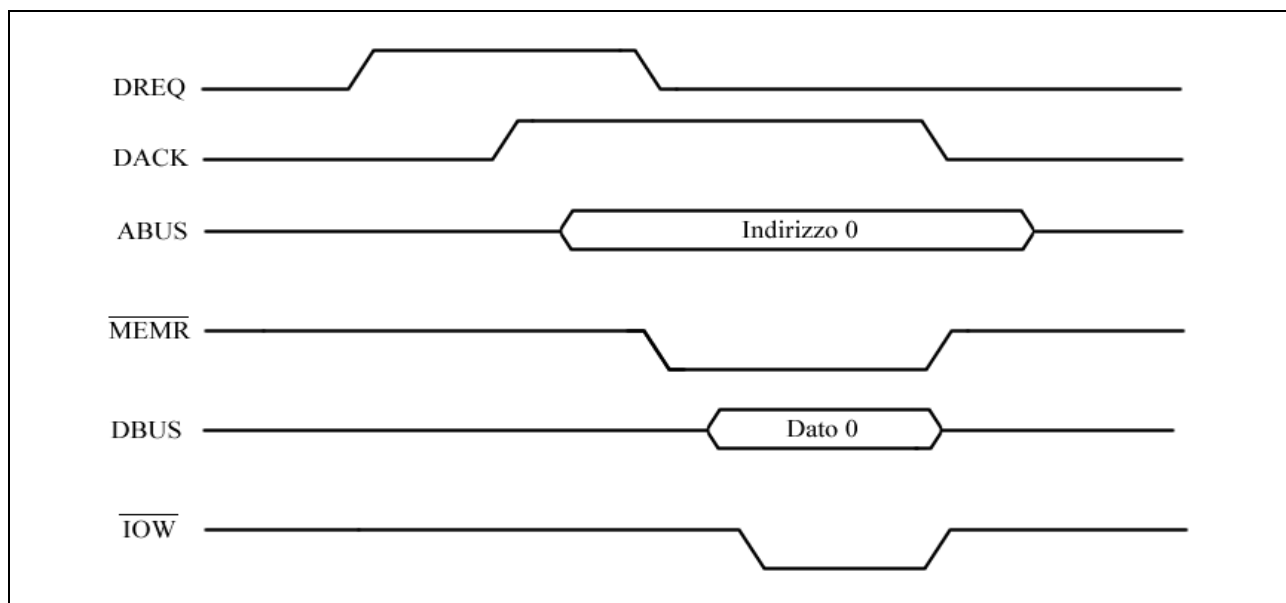 DREQ
DACK
ABUS
Indirizzo 0
MEMR
DBUS
Dato 0
IOW